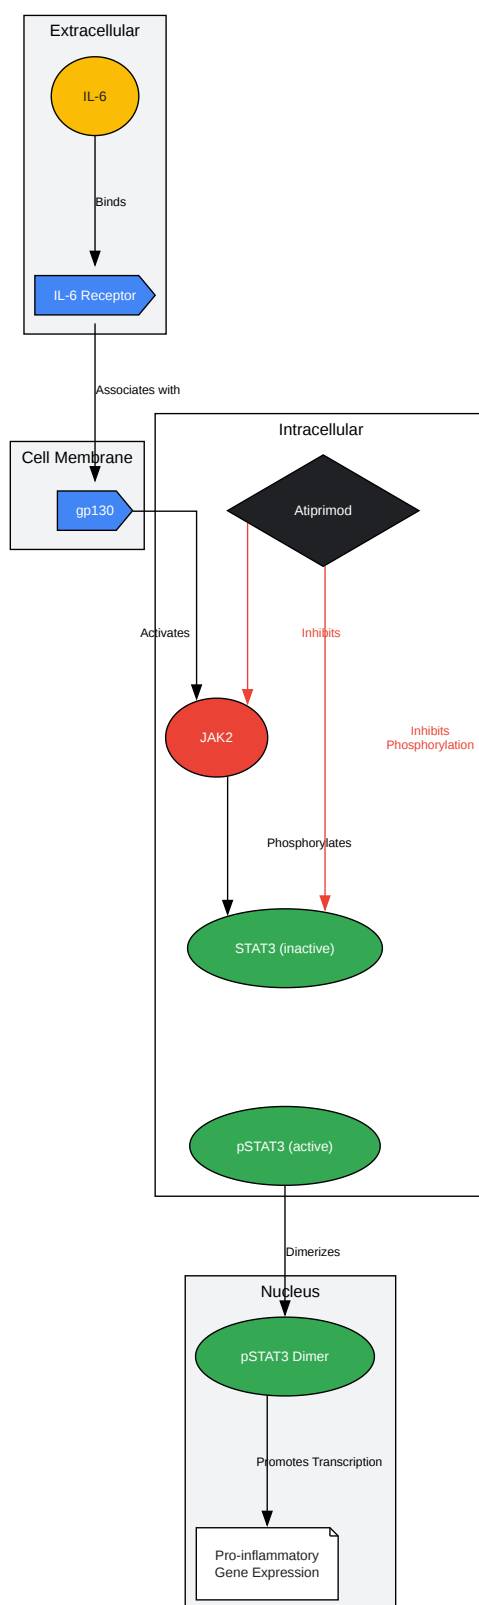 Extracellular
IL-6
Binds
IL-6 Receptor
Associates with
Intracellular
Cell Membrane
gp130
Atiprimod
Activates
Inhibits
Inhibits
Phosphorylation
JAK2
Phosphorylates
STAT3 (inactive)
pSTAT3 (active)
Dimerizes
Nucleus
pSTAT3 Dimer
Promotes Transcription
Pro-inflammatory
Gene Expression